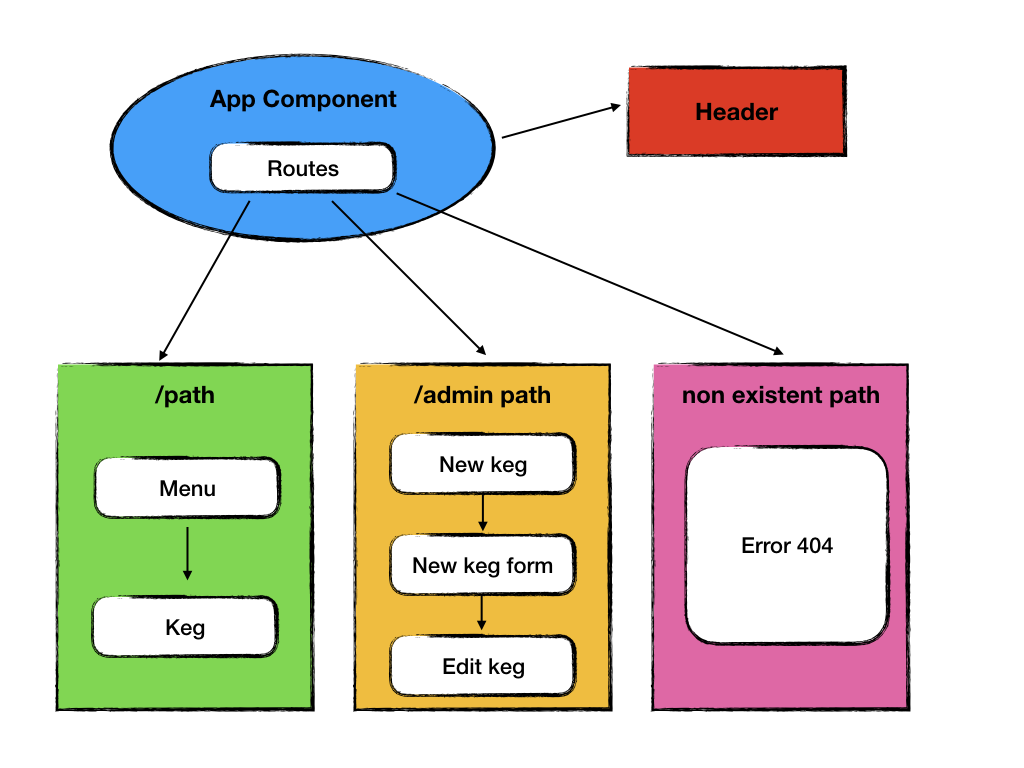 App Component
Header
Routes
/path
/admin path
non existent path
Menu
Keg
New keg
New keg form
Edit keg
Error 404